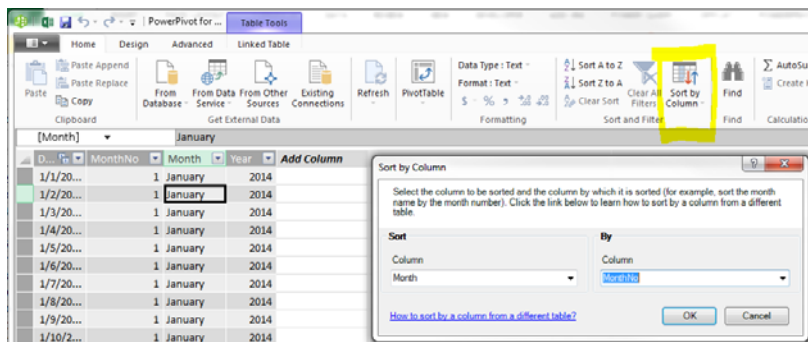 PowerPivot for ... Table Tools
Home Design Advanced Linked Table
Paste
Paste Append
Paste Replace
Copy
Clipboard
From Database
From Data Service
From Other Sources
Existing Connections
Get External Data
Refresh
PivotTable
Data Type : Text
Format : Text
$ % ,
Formatting
Sort A to Z
Sort Z to A
Clear Sort
Clear All Filters
Sort by Column
Sort and Filter
Find
Find
AutoSu
Create
Calculatio
[Month] January
D... MonthNo Month Year Add Column
1/1/20... 1 January 2014
1/2/20... 1 January 2014
1/3/20... 1 January 2014
1/4/20... 1 January 2014
1/5/20... 1 January 2014
1/6/20... 1 January 2014
1/7/20... 1 January 2014
1/8/20... 1 January 2014
1/9/20... 1 January 2014
1/10/2... 1 January 2014
Sort by Column
Select the column to be sorted and the column by which it is sorted (for example, sort the month
name by the month number). Click the link below to learn how to sort by a column from a different
table.
Sort By
Column Column
Month MonthNo
How to sort by a column from a different table?
OK Cancel